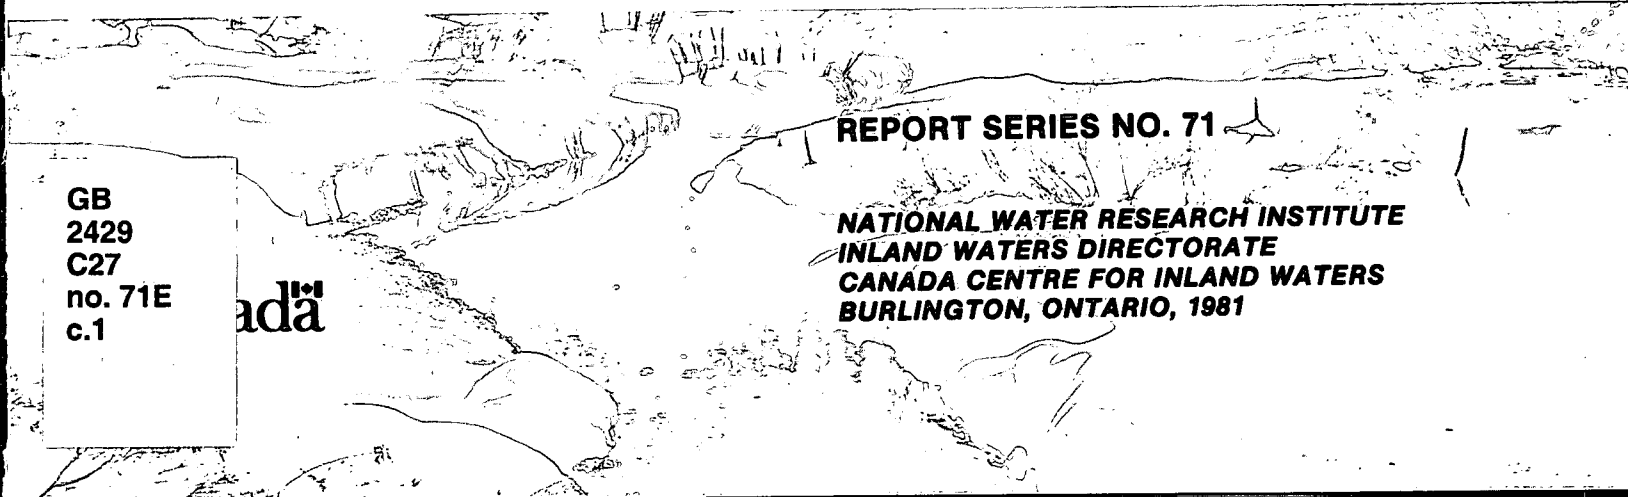 REPORT SERIES NO. 71
NATIONAL WATER RESEARCH INSTITUTE
INLAND WATERS DIRECTORATE
CANADA CENTRE FOR INLAND WATERS
BURLINGTON, ONTARIO, 1981
GB
2429
C27
no. 71E
c.1
ada